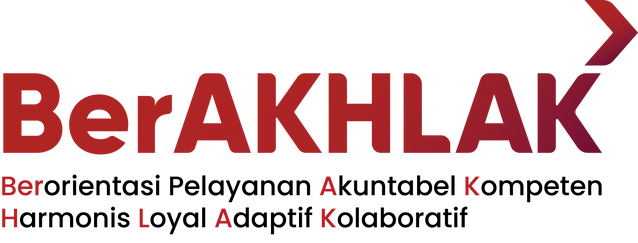 BerAKHLAK
Berorientasi Pelayanan Akuntabel Kompeten
Harmonis Loyal Adaptif Kolaboratif